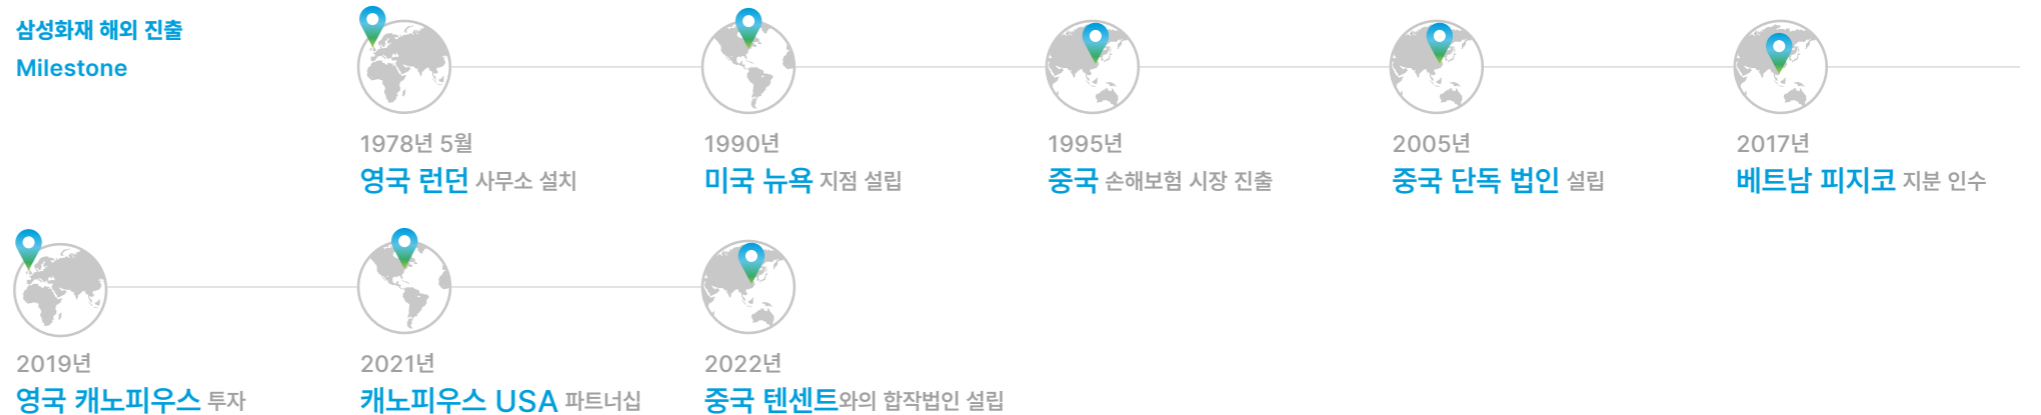 삼성화재 해외 진출
Milestone
1978년 5월
영국 런던 사무소 설치
1990년
미국 뉴욕 지점 설립
1995년
중국 손해보험 시장 진출
2005년
중국 단독 법인 설립
2017년
베트남 피지코 지분 인수
2019년
영국 캐노피우스 투자
2021년
캐노피우스 USA 파트너십
2022년
중국 텐센트와의 합작법인 설립